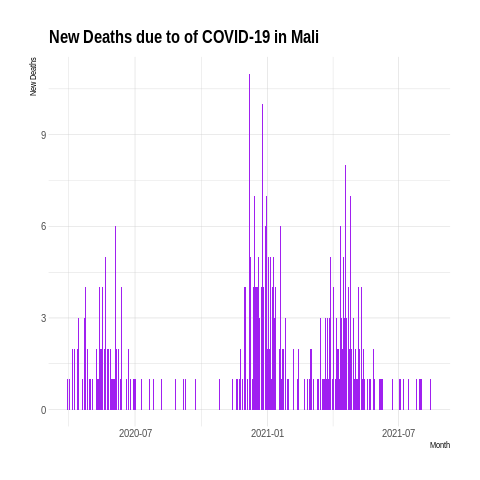 New Deaths due to of COVID-19 in Mali
New Deaths
9
6
3
0
2020-07 2021-01 2021-07
Month